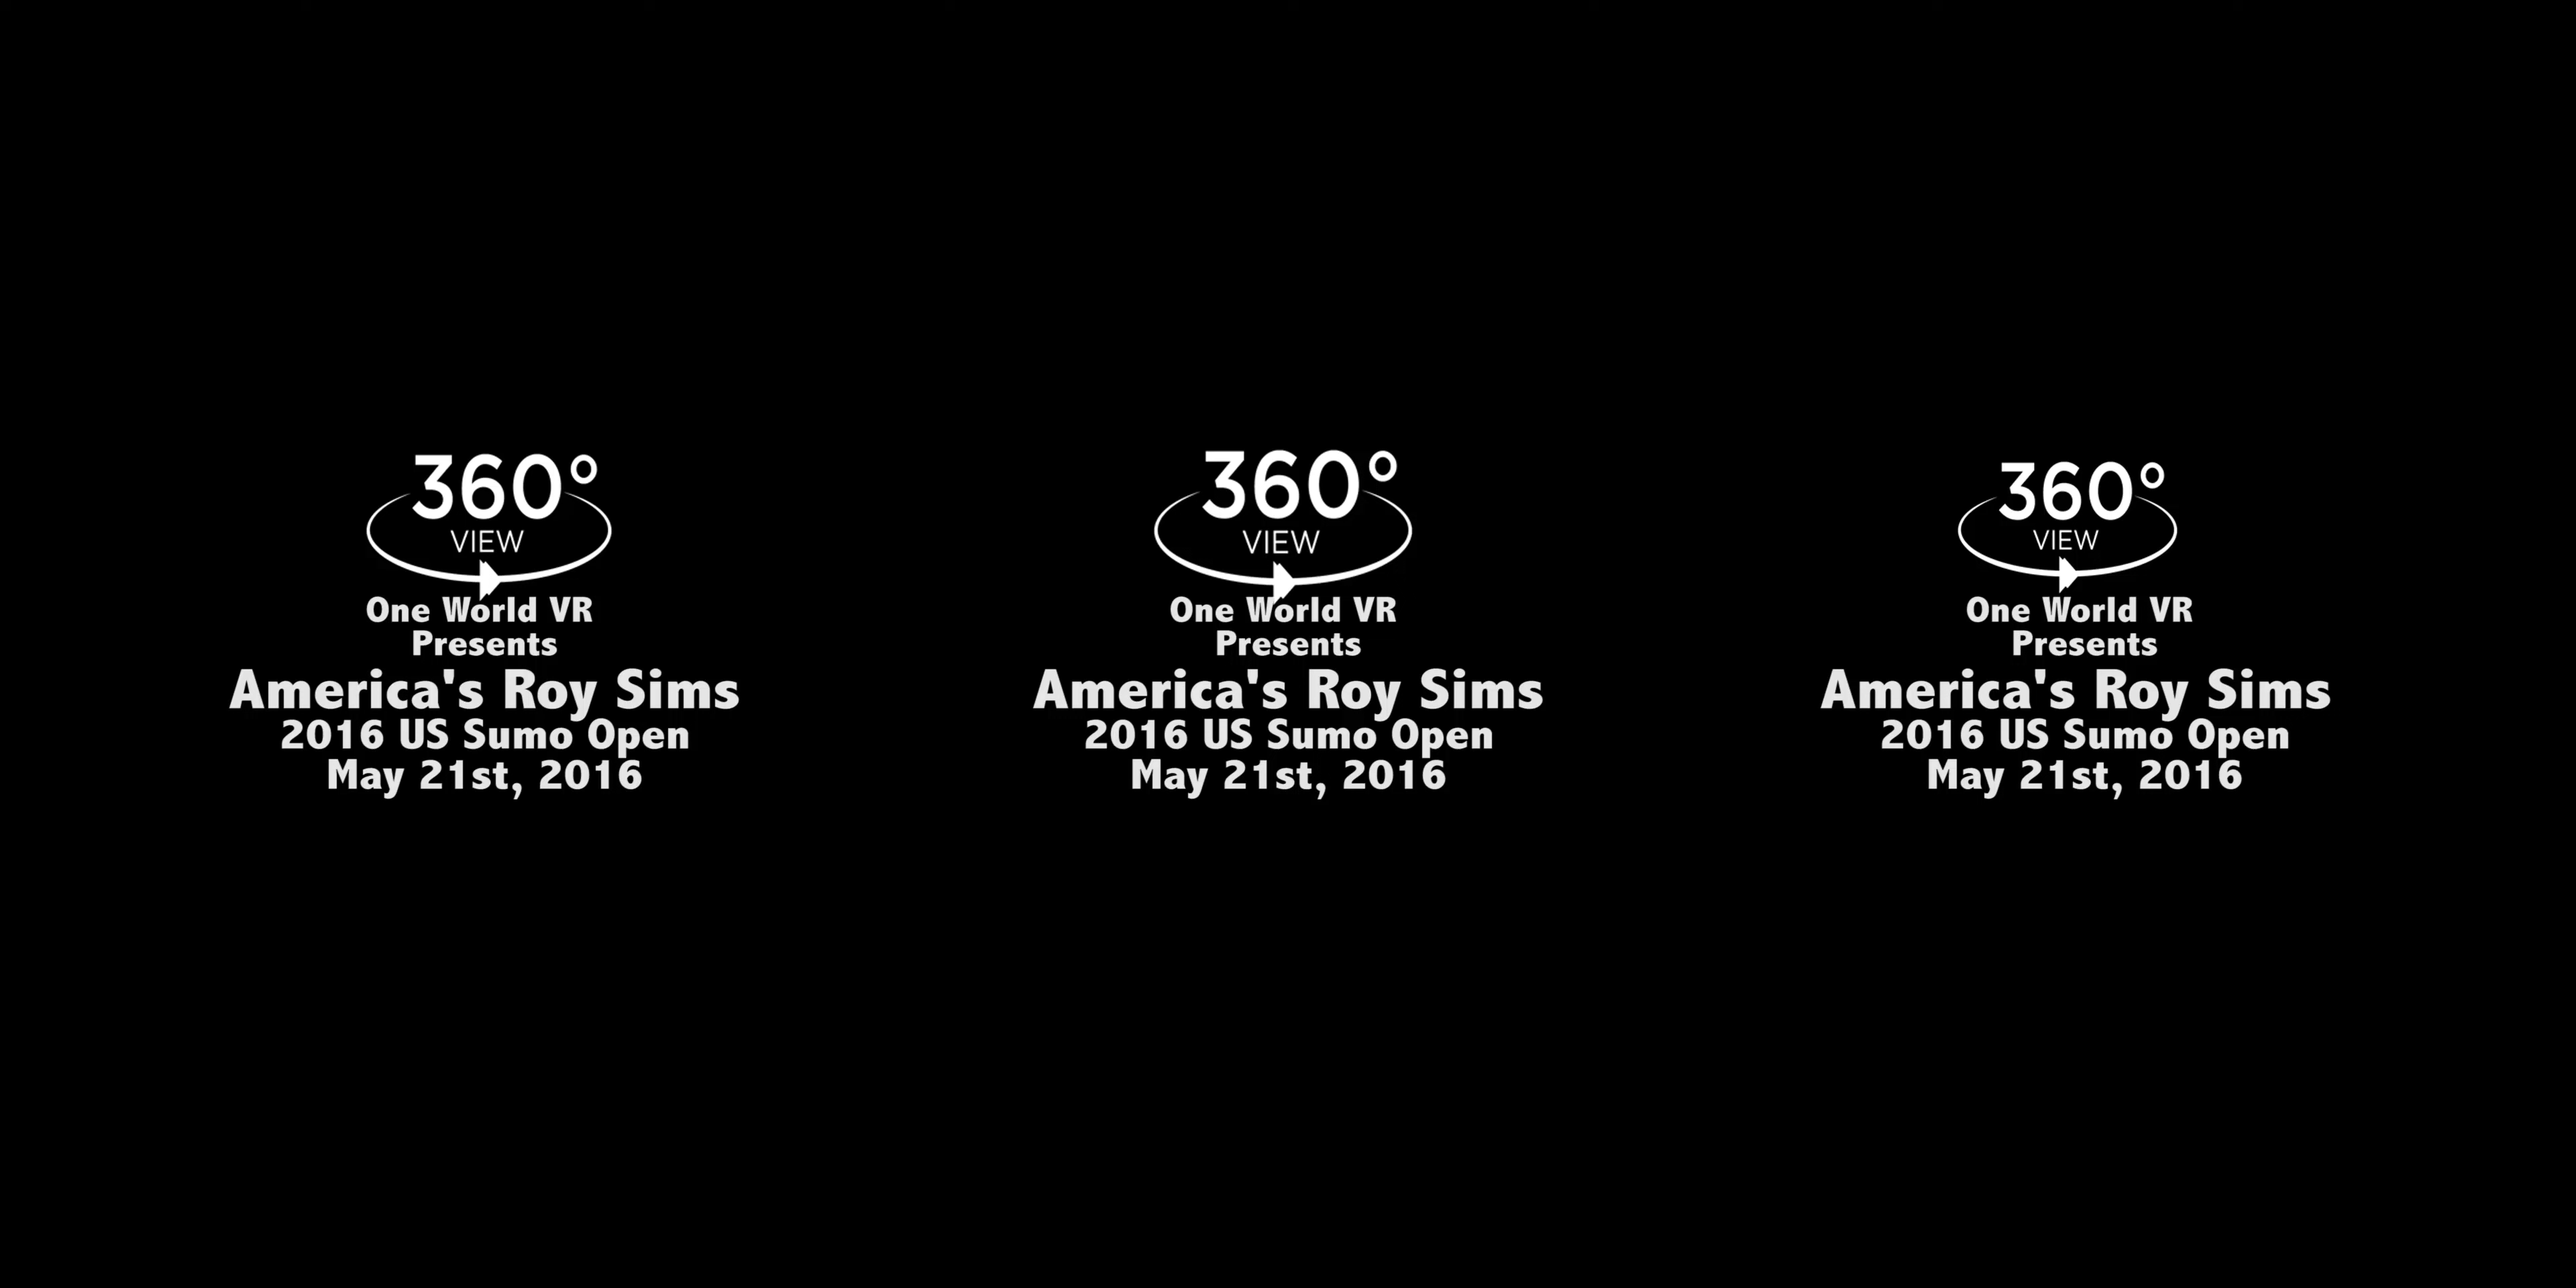 360°
VIEW
One World VR
Presents
America's Roy Sims
2016 US Sumo Open
May 21st, 2016
360°
VIEW
One World VR
Presents
America's Roy Sims
2016 US Sumo Open
May 21st, 2016
360°
VIEW
One World VR
Presents
America's Roy Sims
2016 US Sumo Open
May 21st, 2016